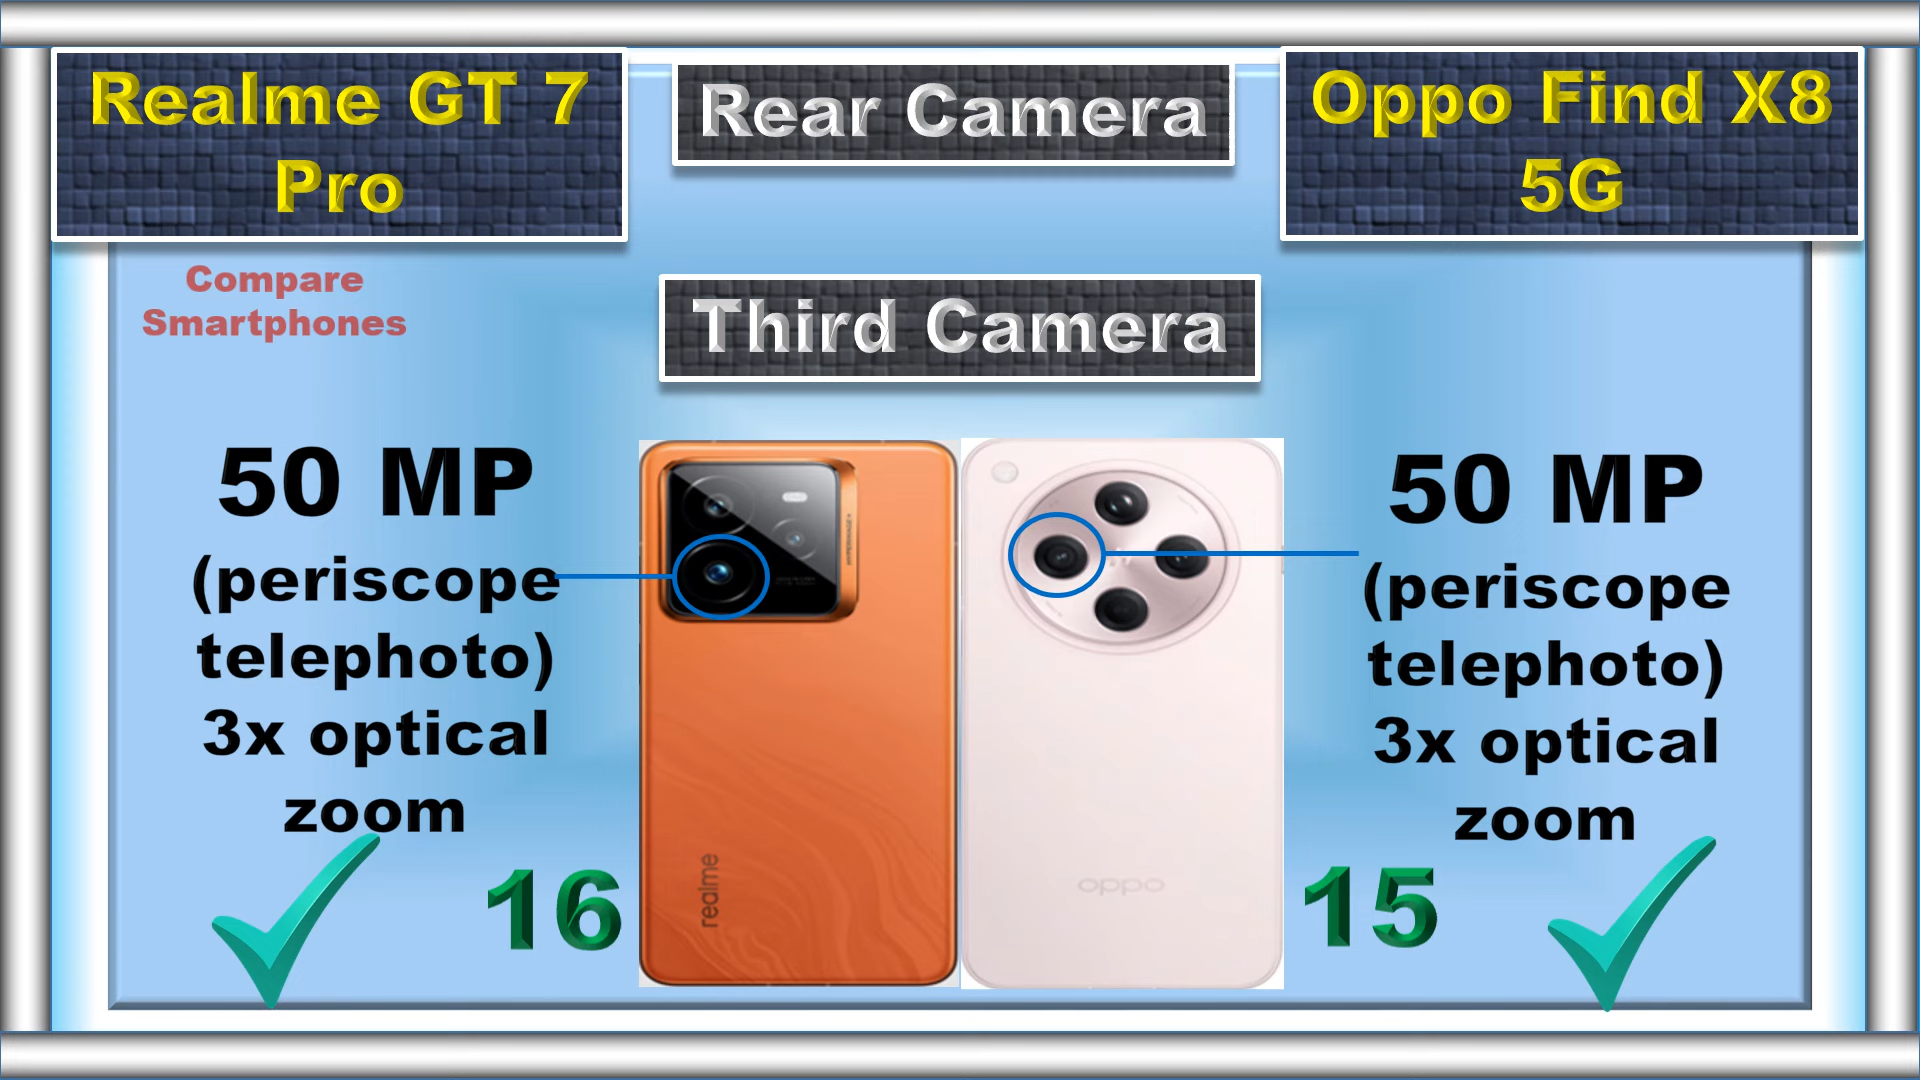 Realme GT 7
Pro
Rear Camera
Oppo Find X8
5G
Compare
Smartphones
Third Camera
50 MP
(periscope
telephoto)
3x optical
zoom
16
realme
oppo
50 MP
(periscope
telephoto)
3x optical
zoom
15